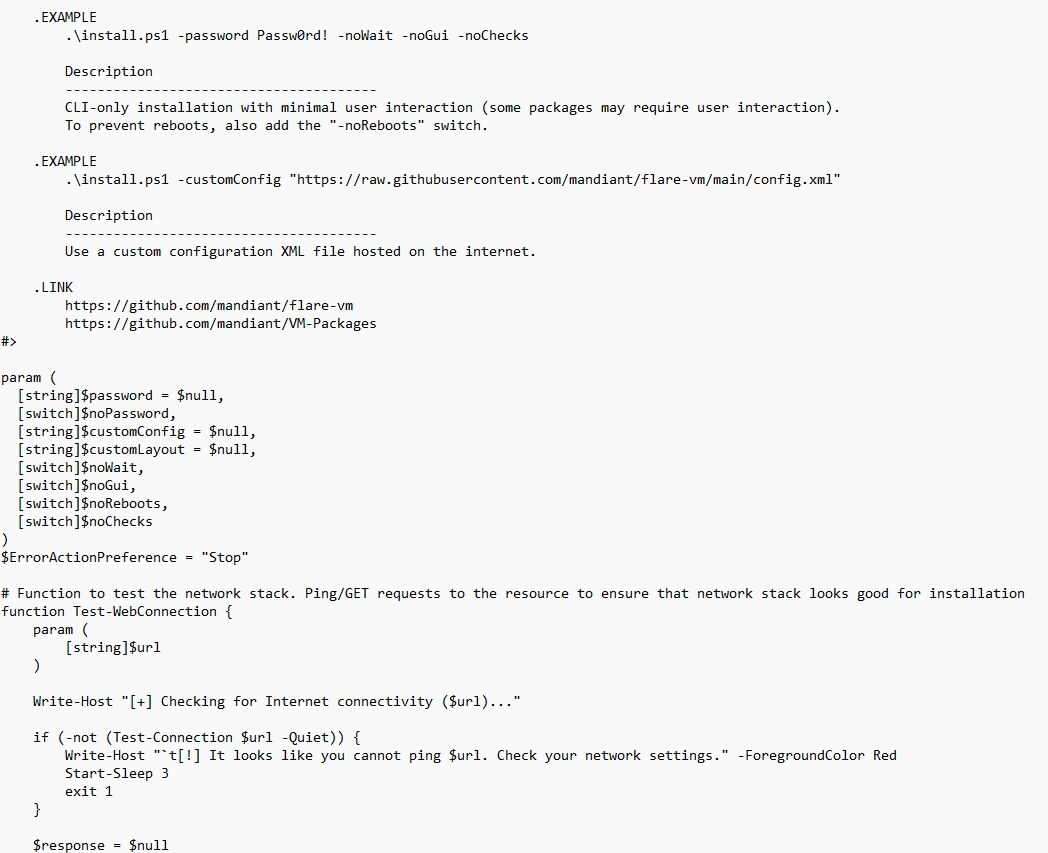 .EXAMPLE
.\install.ps1 -password Passw0rd! -noWait -noGui -noChecks
Description
---------------------------------------
CLI-only installation with minimal user interaction (some packages may require user interaction).
To prevent reboots, also add the "-noReboots" switch.
.EXAMPLE
.\install.ps1 -customConfig "https://raw.githubusercontent.com/mandiant/flare-vm/main/config.xml"
Description
---------------------------------------
Use a custom configuration XML file hosted on the internet.
.LINK
https://github.com/mandiant/flare-vm
https://github.com/mandiant/VM-Packages
#>
param (
[string]$password = $null,
[switch]$noPassword,
[string]$customConfig = $null,
[string]$customLayout = $null,
[switch]$noWait,
[switch]$noGui,
[switch]$noReboots,
[switch]$noChecks
)
$ErrorActionPreference = "Stop"
# Function to test the network stack. Ping/GET requests to the resource to ensure that network stack looks good for installation
function Test-WebConnection {
param (
[string]$url
)
Write-Host "[+] Checking for Internet connectivity ($url)..."
if (-not (Test-Connection $url -Quiet)) {
Write-Host "`t[!] It looks like you cannot ping $url. Check your network settings." -ForegroundColor Red
Start-Sleep 3
exit 1
}
$response = $null